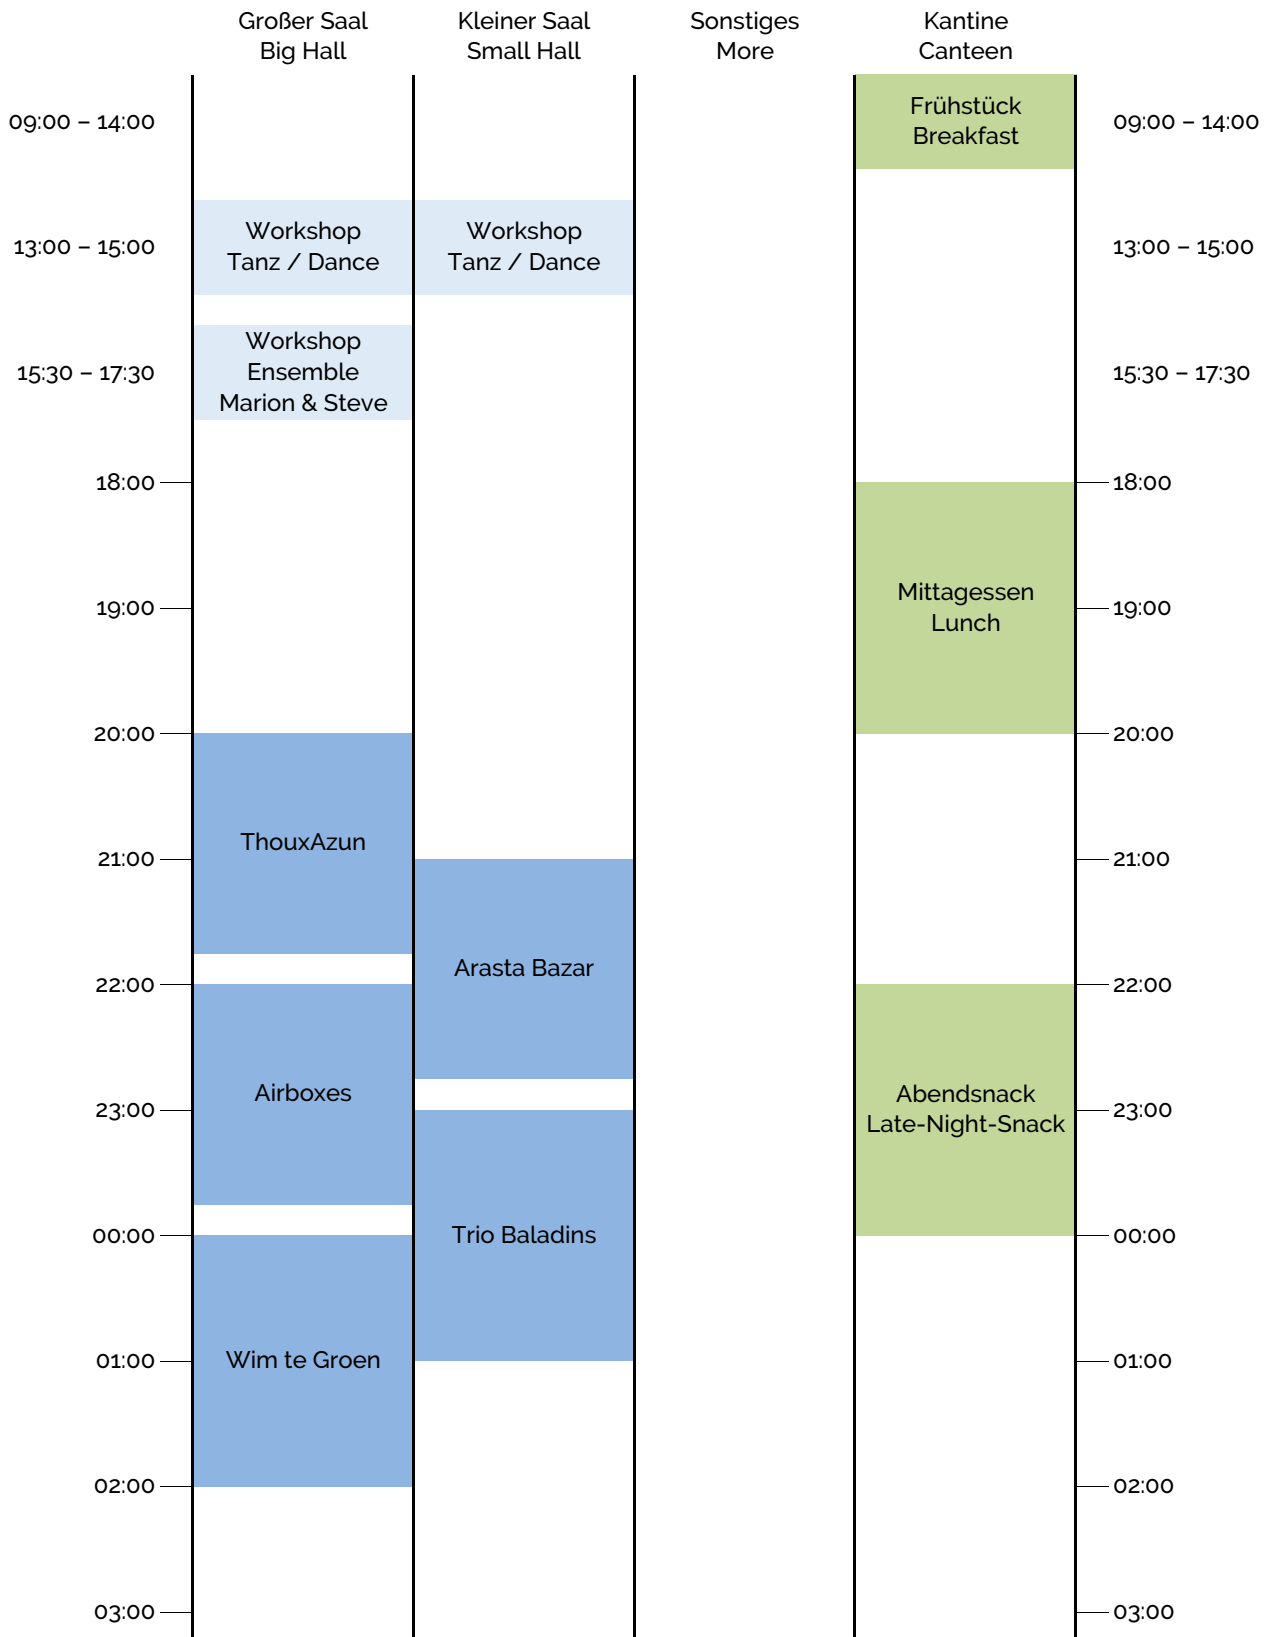 Großer Saal
Big Hall
Kleiner Saal
Small Hall
Sonstiges
More
Kantine
Canteen
09:00 – 14:00
Frühstück
Breakfast
09:00 – 14:00
13:00 – 15:00
Workshop
Tanz / Dance
Workshop
Tanz / Dance
13:00 – 15:00
15:30 – 17:30
Workshop
Ensemble
Marion & Steve
15:30 – 17:30
18:00
18:00
19:00
Mittagessen
Lunch
19:00
20:00
20:00
ThouxAzun
21:00
21:00
Arasta Bazar
22:00
22:00
Airboxes
23:00
Abendsnack
Late-Night-Snack
23:00
00:00
Trio Baladins
00:00
01:00
Wim te Groen
01:00
02:00
02:00
03:00
03:00